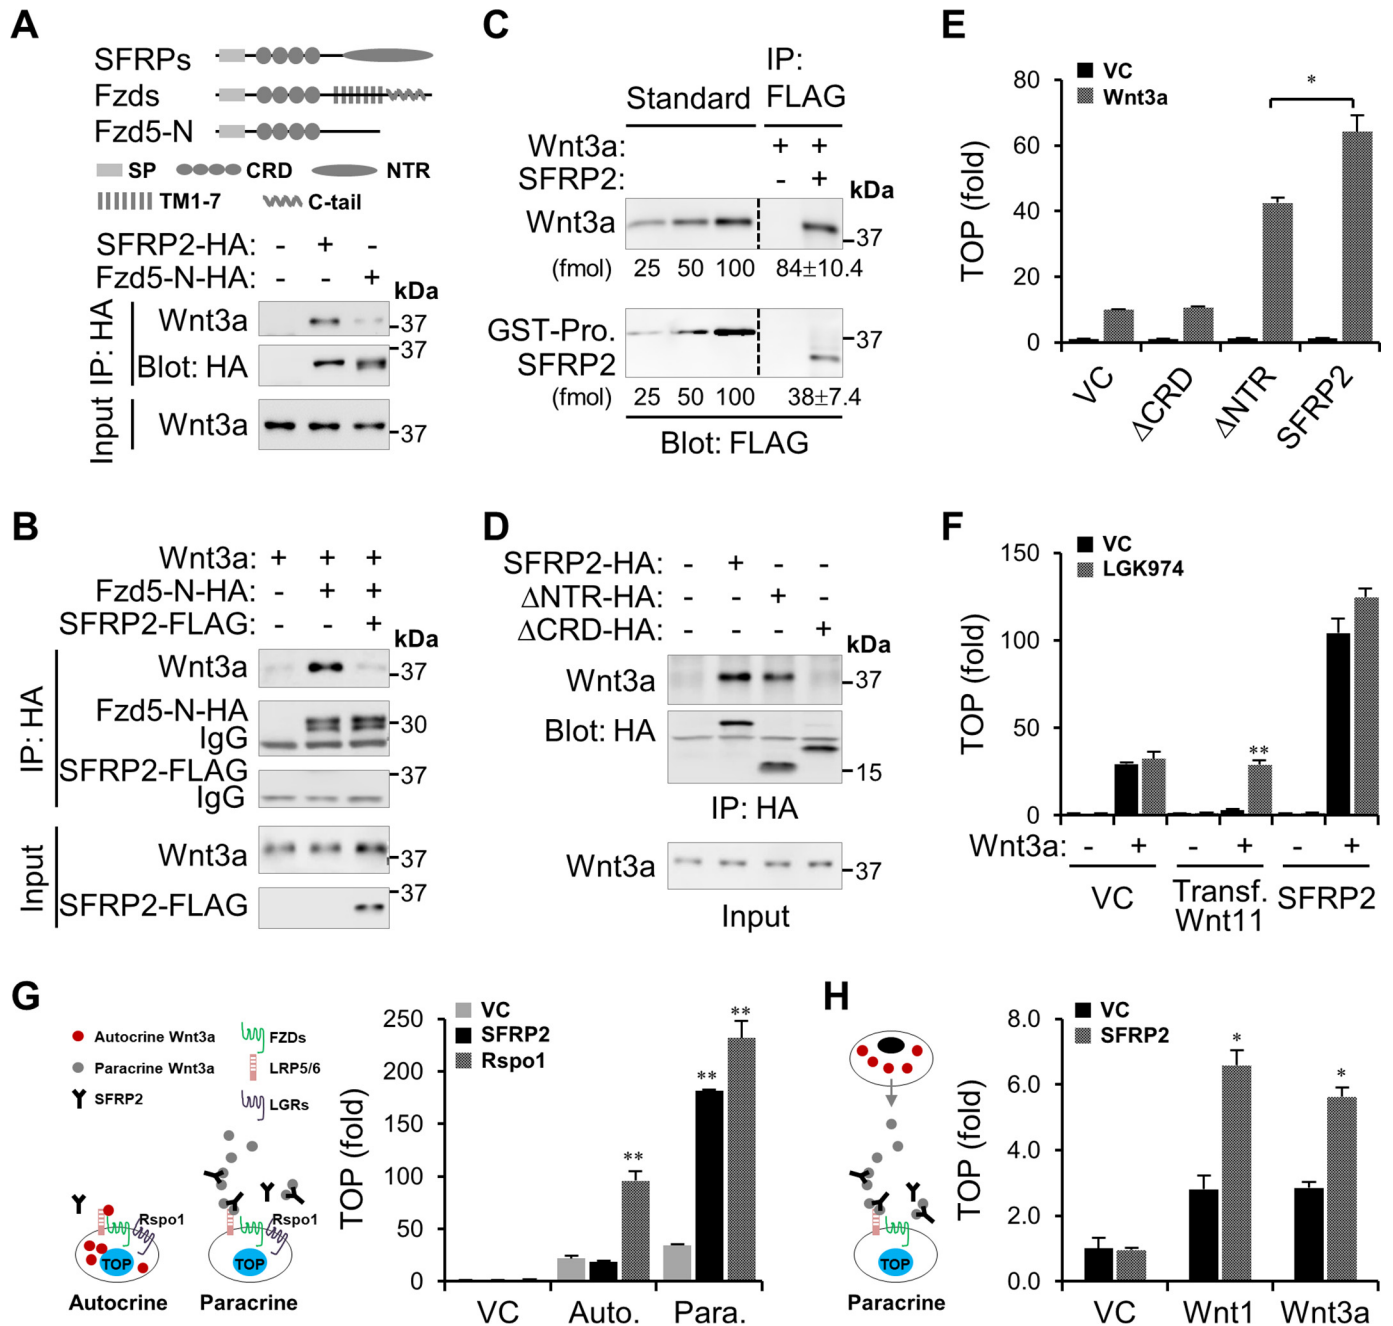 A
SFRPs
Fzds
Fzd5-N
SP CRD NTR
TM1-7 C-tail
SFRP2-HA: - + -
Fzd5-N-HA: - - +
kDa
IP: HA
Wnt3a
37
Blot: HA
37
Input
Wnt3a
37
B
Wnt3a: + + +
Fzd5-N-HA: - + +
SFRP2-FLAG: - - +
kDa
IP: HA
Wnt3a
37
Fzd5-N-HA
30
IgG
SFRP2-FLAG
37
IgG
Input
Wnt3a
37
SFRP2-FLAG
37
C
IP:
Standard FLAG
Wnt3a: + +
SFRP2: - +
kDa
Wnt3a
37
(fmol) 25 50 100 84±10.4
GST-Pro.
37
SFRP2
(fmol) 25 50 100 38±7.4
Blot: FLAG
D
SFRP2-HA: - + - -
ΔNTR-HA: - - + -
ΔCRD-HA: - - - +
kDa
Wnt3a
37
Blot: HA
15
IP: HA
Wnt3a
37
Input
E
VC
Wnt3a
*
TOP (fold)
80
60
40
20
0
VC ΔCRD ΔNTR SFRP2
F
VC
LGK974
TOP (fold)
150
100
50
0
**
Wnt3a: - + - + - +
VC Transf. SFRP2
Wnt11
G
Autocrine Wnt3a FZDs
Paracrine Wnt3a LRP5/6
SFRP2 LGRs
Rspo1 Rspo1
TOP TOP
Autocrine Paracrine
VC
SFRP2
Rspo1
TOP (fold)
250
200
150
100
50
0
** ** **
VC Auto. Para.
H
TOP
Paracrine
VC
SFRP2
TOP (fold)
8.0
6.0
4.0
2.0
0.0
* *
VC Wnt1 Wnt3a